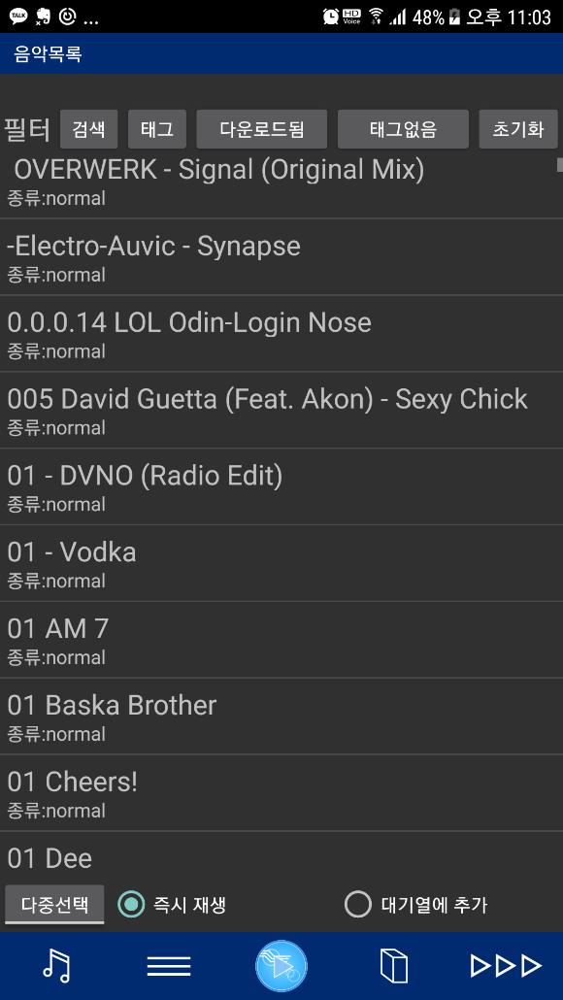 TALK ... HD Voice 48% 오후 11:03
음악목록
필터 검색 태그 다운로드됨 태그없음 초기화
OVERWERK - Signal (Original Mix)
종류:normal
-Electro-Auvic - Synapse
종류:normal
0.0.0.14 LOL Odin-Login Nose
종류:normal
005 David Guetta (Feat. Akon) - Sexy Chick
종류:normal
01 - DVNO (Radio Edit)
종류:normal
01 - Vodka
종류:normal
01 AM 7
종류:normal
01 Baska Brother
종류:normal
01 Cheers!
종류:normal
01 Dee
다중선택 즉시 재생 대기열에 추가